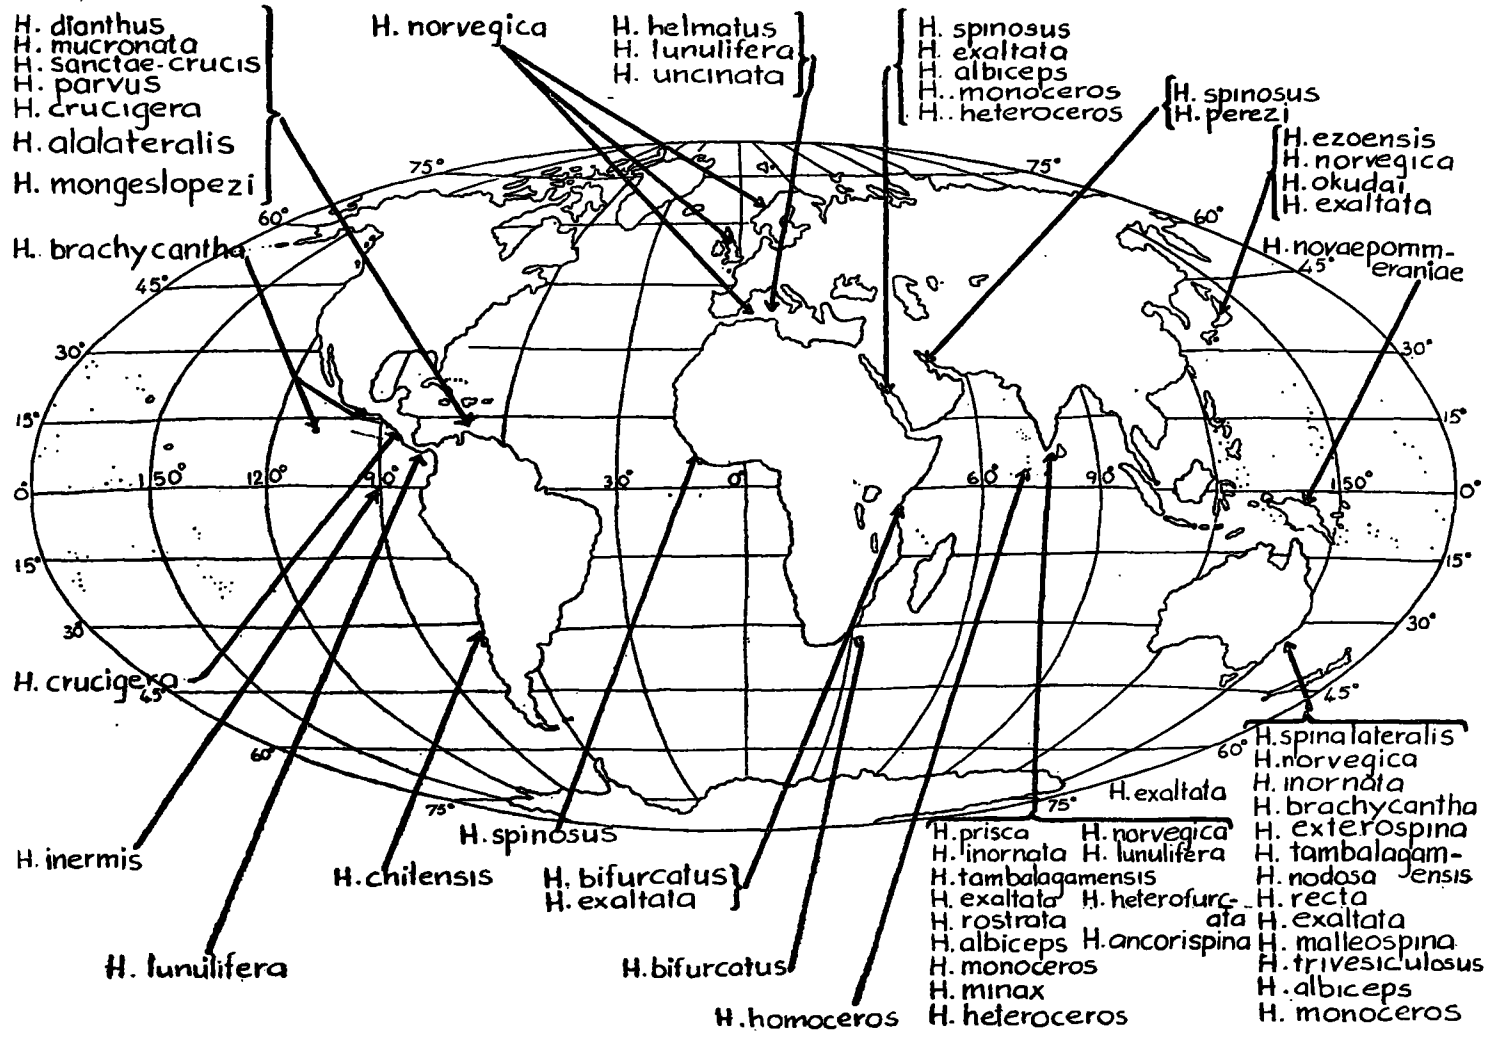 H. dianthus
H. mucronata
H. sanctae-crucis
H. parvus
H. crucigera
H. alalateralis
H. mongeslopezi
H. norvegica
H. helmatus
H. lunulifera
H. uncinata
H. spinosus
H. exaltata
H. albiceps
H.. monoceros
H.. heteroceros
H. spinosus
H. perezi
H. ezoensis
H. norvegica
H. okudai
H. exaltata
H. novaepomm-
eraniae
H. brachycantha
75° 75°
60° 60°
45° 45°
30° 30°
15° 15°
0° 150° 120° 90° 30° 0° 60° 90° 150° 0°
15° 15°
30 30°
45° 45°
60° 60°
75° 75°
H. crucigera
H. inermis
H. lunulifera
H. chilensis
H. spinosus
H. bifurcatus
H. exaltata
H. bifurcatus
H. homoceros
H. exaltata
H. prisca H. norvegica
H. inornata H. lunulifera
H. tambalagamensis
H. exaltata H. heterofurc-
H. rostrata ata
H. albiceps H. ancorispina
H. monoceros
H. minax
H. heteroceros
H. spinalateralis
H. norvegica
H. inornata
H. brachycantha
H. exterospina
H. tambalagam-
H. nodosa ensis
H. recta
H. exaltata
H. malleospina
H. trivesiculosus
H. albiceps
H. monoceros